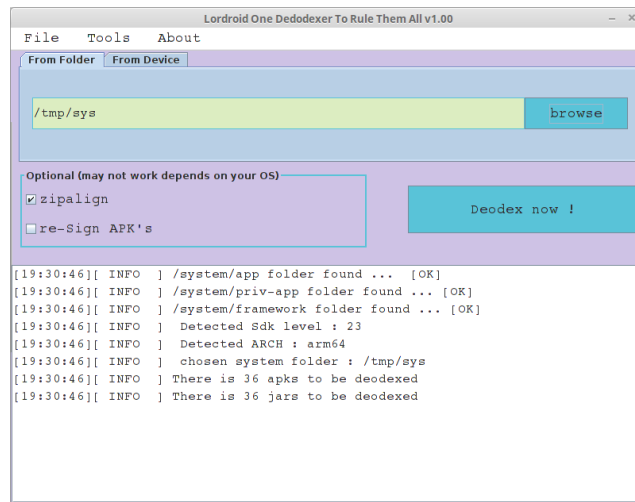 Lordroid One Dedodexer To Rule Them All v1.00
File Tools About
From Folder From Device
/tmp/sys browse
Optional (may not work depends on your OS)
zipalign
Deodex now !
re-Sign APK's
[19:30:46][ INFO ] /system/app folder found ... [OK]
[19:30:46][ INFO ] /system/priv-app folder found ... [OK]
[19:30:46][ INFO ] /system/framework folder found ... [OK]
[19:30:46][ INFO ] Detected Sdk level : 23
[19:30:46][ INFO ] Detected ARCH : arm64
[19:30:46][ INFO ] chosen system folder : /tmp/sys
[19:30:46][ INFO ] There is 36 apks to be deodexed
[19:30:46][ INFO ] There is 36 jars to be deodexed